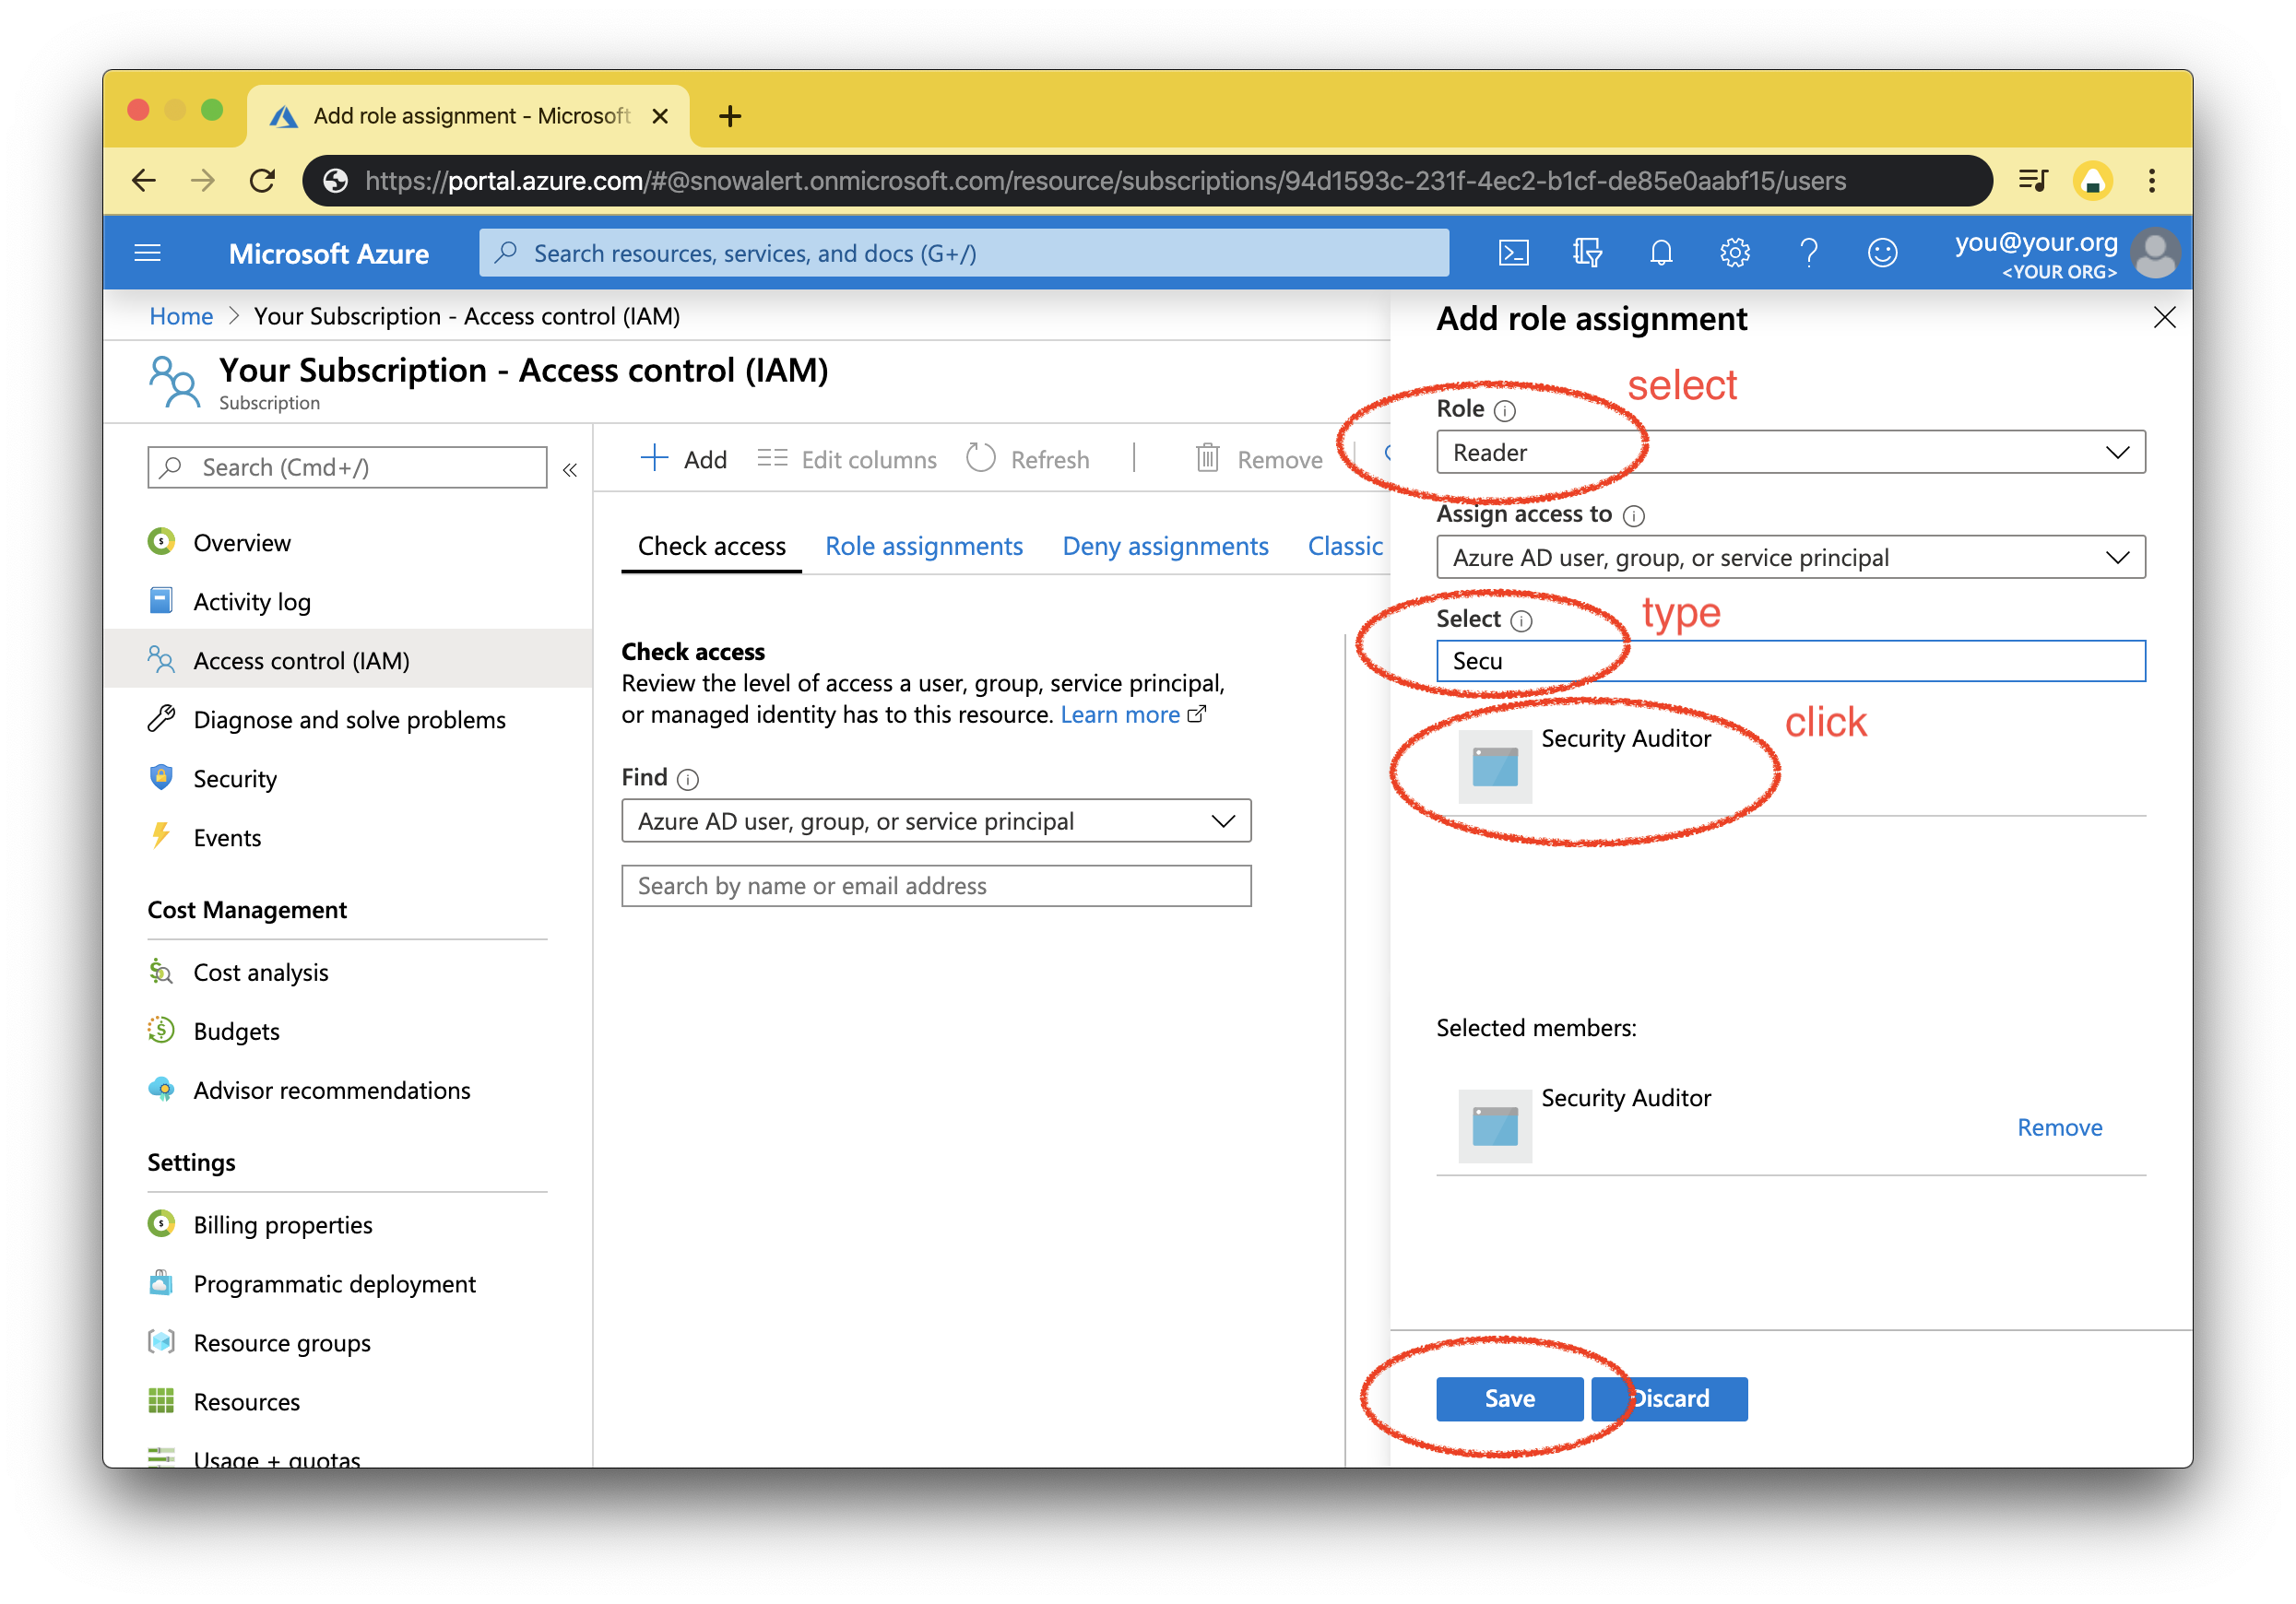 Add role assignment - Microsoft
https://portal.azure.com/#@snowalert.onmicrosoft.com/resource/subscriptions/94d1593c-231f-4ec2-b1cf-de85e0aabf15/users
Microsoft Azure
Search resources, services, and docs (G+/)
you@your.org
<YOUR ORG>
Home > Your Subscription - Access control (IAM)
Your Subscription - Access control (IAM)
Subscription
Search (Cmd+/)
«
Overview
Activity log
Access control (IAM)
Diagnose and solve problems
Security
Events
Cost Management
Cost analysis
Budgets
Advisor recommendations
Settings
Billing properties
Programmatic deployment
Resource groups
Resources
Usage + quotas
Add
Edit columns
Refresh
Remove
Check access
Role assignments
Deny assignments
Classic
Check access
Review the level of access a user, group, service principal,
or managed identity has to this resource. Learn more
Find
Azure AD user, group, or service principal
Search by name or email address
Add role assignment
select
Role
Reader
Assign access to
Azure AD user, group, or service principal
type
Select
Secu
click
Security Auditor
Selected members:
Security Auditor
Remove
Save
Discard